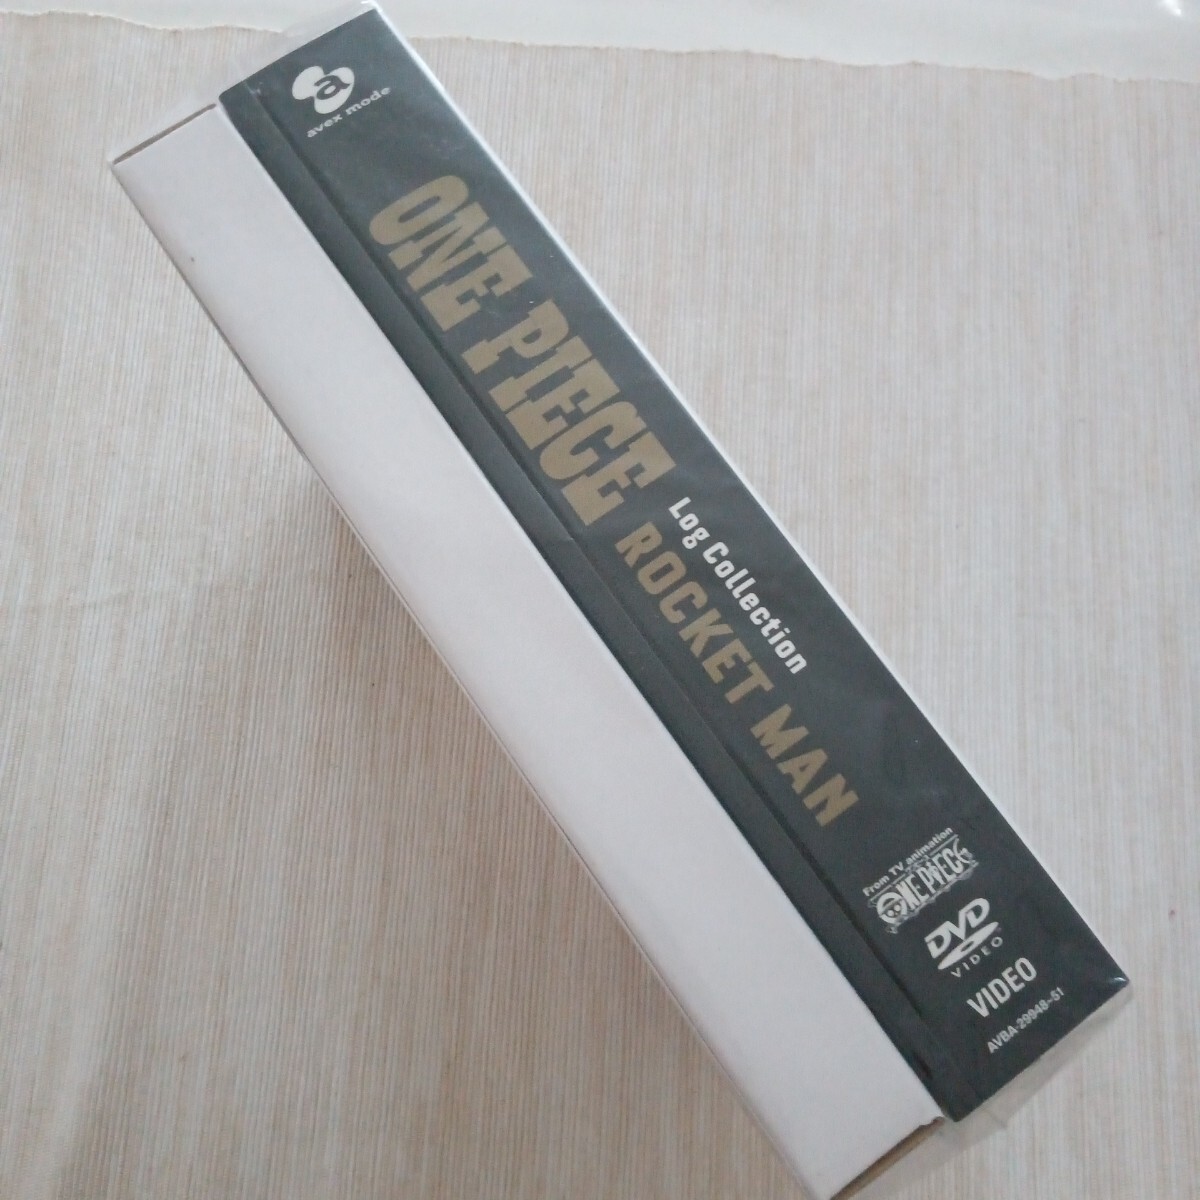 a
avex mode
ONE PIECE
Log Collection
ROCKET MAN
From TV animation
ONE PIECE
DVD
VIDEO
VIDEO
AVBA-29948~51